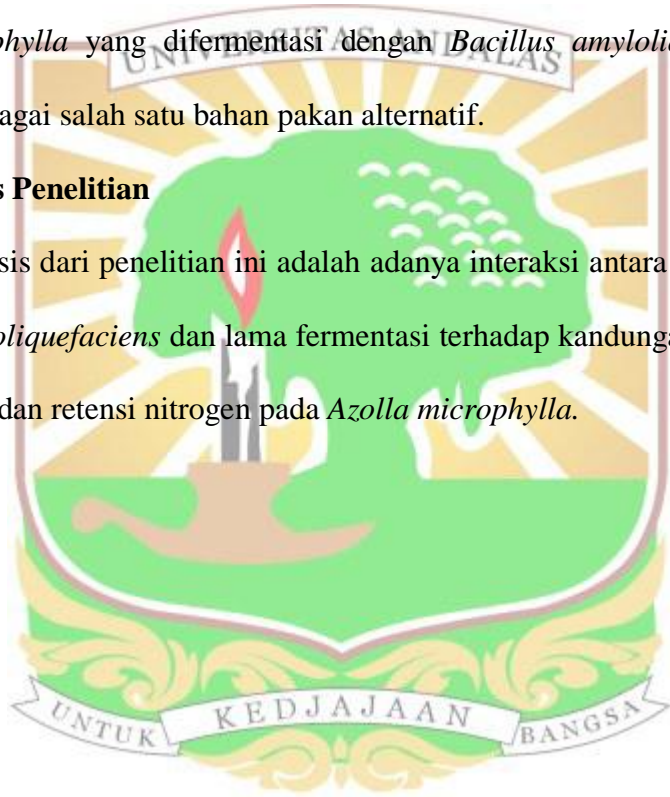 phylla yang difermentasi dengan Bacillus amyloli
UNIVERSITAS ANDALAS
agai salah satu bahan pakan alternatif.
s Penelitian
sis dari penelitian ini adalah adanya interaksi antara
oliquefaciens dan lama fermentasi terhadap kandunga
dan retensi nitrogen pada Azolla microphylla.
UNTUK KEDJAJAAN BANGSA